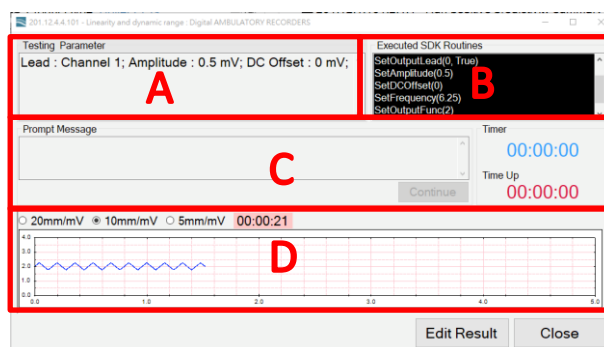 201.12.4.4.101 - Linearity and dynamic range : Digital AMBULATORY RECORDERS
Testing Parameter
Lead : Channel 1; Amplitude : 0.5 mV; DC Offset : 0 mV;
A
Executed SDK Routines
SetOutputLead(0, True)
SetAmplitude(0.5)
SetDCOffset(0)
SetFrequency(6.25)
SetOutputFunc(2)
B
Prompt Message
C
Continue
Timer
00:00:00
Time Up
00:00:00
20mm/mV 10mm/mV 5mm/mV 00:00:21
D
4.0
3.0
2.0
1.0
0.0
0.0 1.0 2.0 3.0 4.0 5.0
Edit Result Close